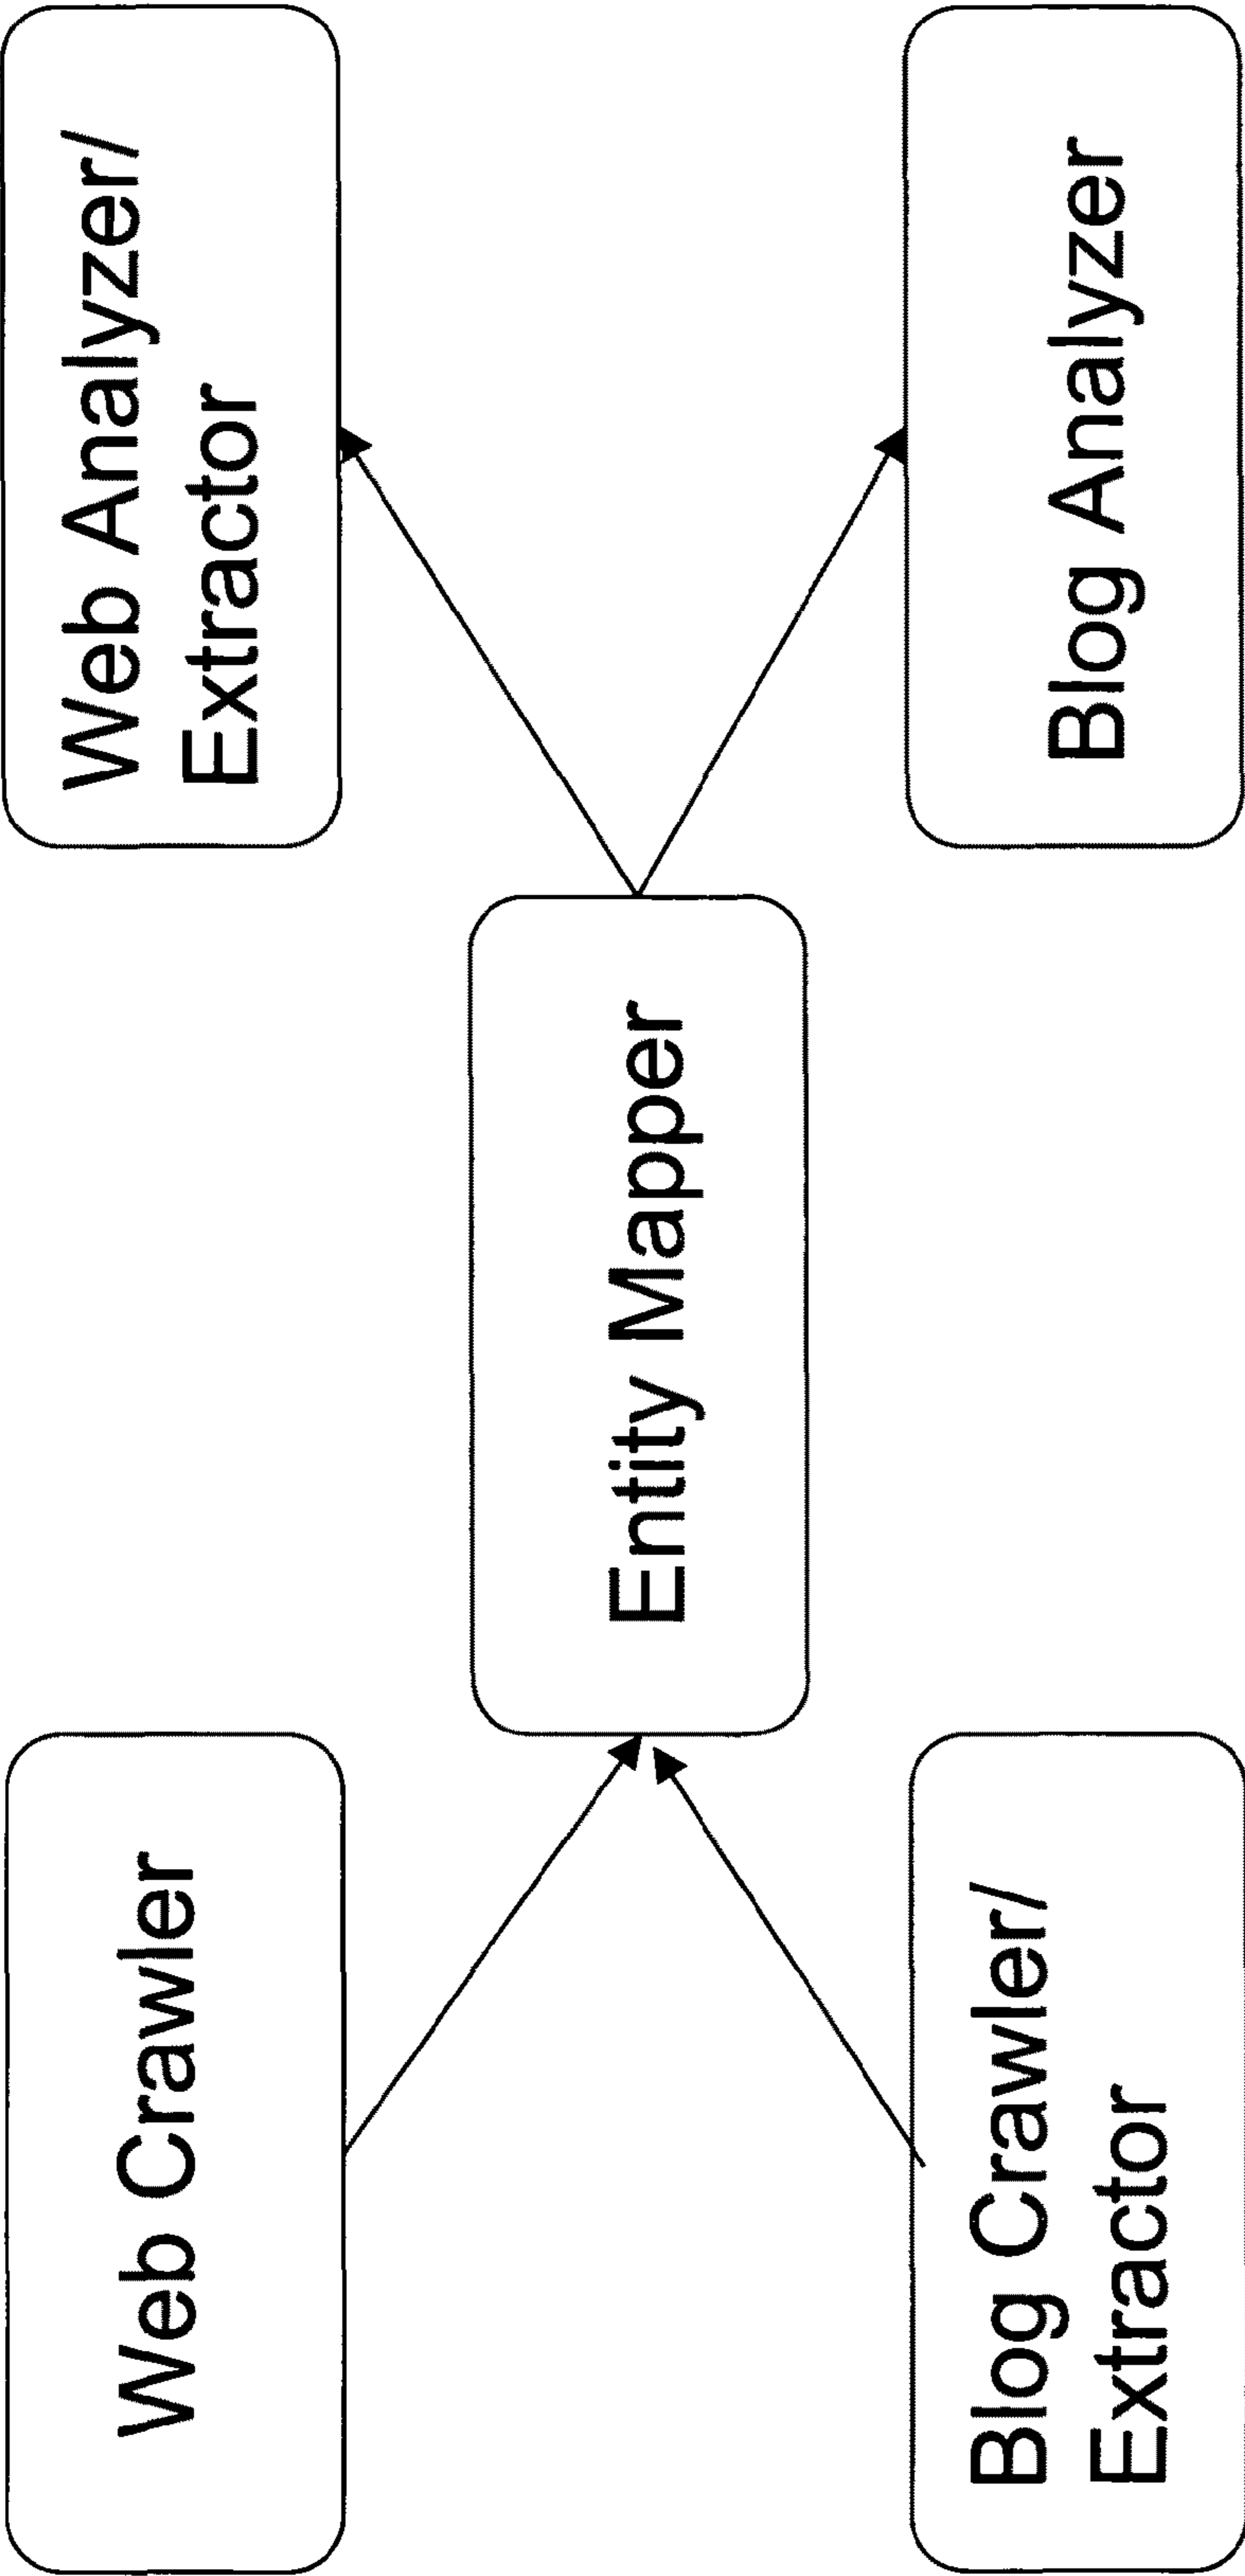 Web Crawler
Blog Crawler/
Extractor
Entity Mapper
Web Analyzer/
Extractor
Blog Analyzer